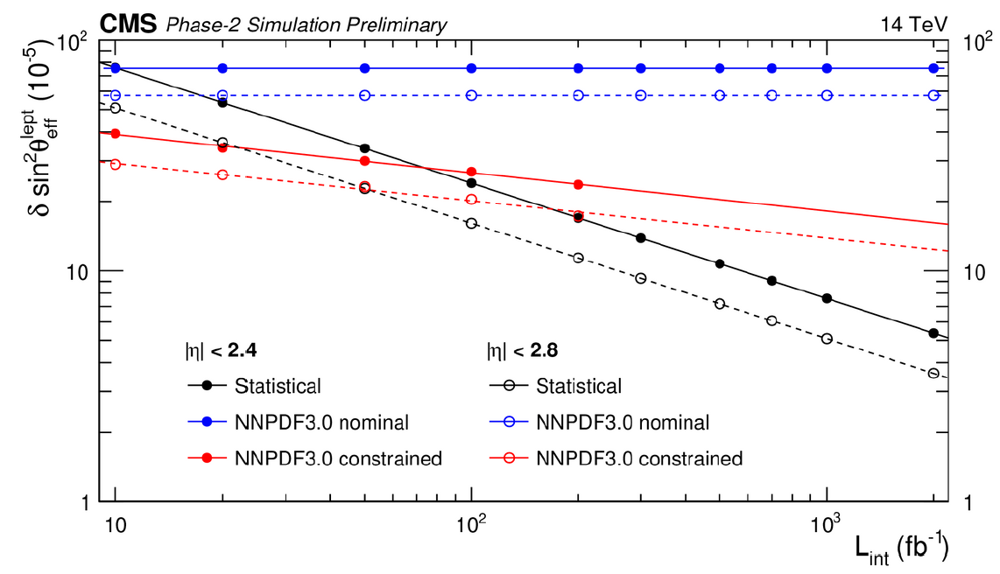 CMS Phase-2 Simulation Preliminary 14 TeV
10² 10²
δ sin²θ_eff^lept (10⁻⁵)
10 10
|η| < 2.4 |η| < 2.8
Statistical Statistical
NNPDF3.0 nominal NNPDF3.0 nominal
NNPDF3.0 constrained NNPDF3.0 constrained
1 1
10 10² 10³
L_int (fb⁻¹)